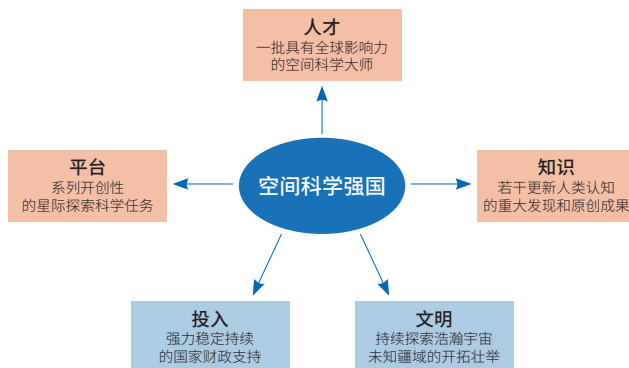 人才
一批具有全球影响力
的空间科学大师
平台
系列开创性
的星际探索科学任务
空间科学强国
知识
若干更新人类认知
的重大发现和原创成果
投入
强力稳定持续
的国家财政支持
文明
持续探索浩瀚宇宙
未知疆域的开拓壮举